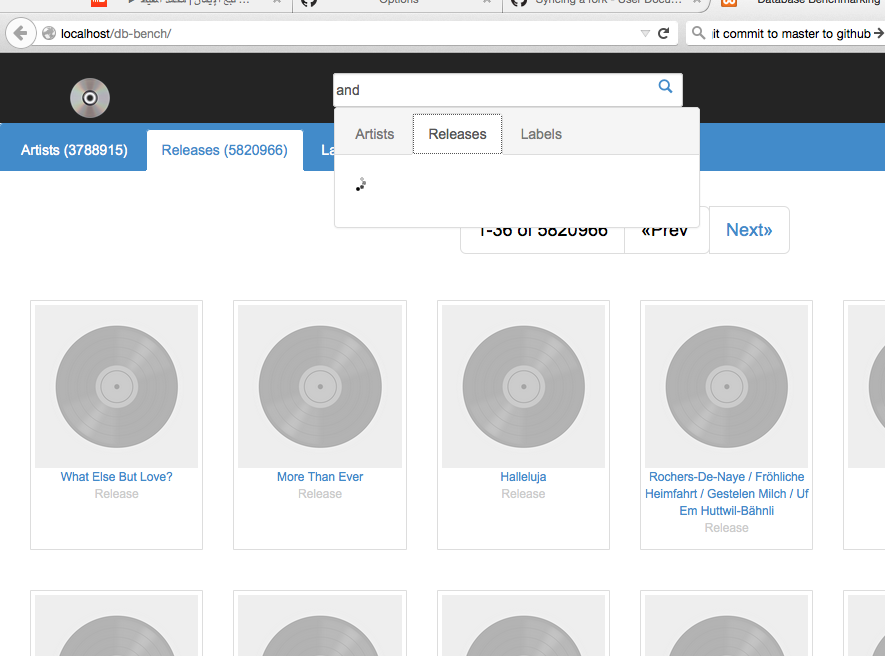 Options
Syncing a fork - User Docu...
Database Benchmarking
localhost/db-bench/
it commit to master to github
and
Artists
Releases
Labels
Artists (3788915)
Releases (5820966)
La
1-36 of 5820966
«Prev
Next»
What Else But Love?
Release
More Than Ever
Release
Halleluja
Release
Rochers-De-Naye / Fröhliche
Heimfahrt / Gestelen Milch / Uf
Em Huttwil-Bähnli
Release